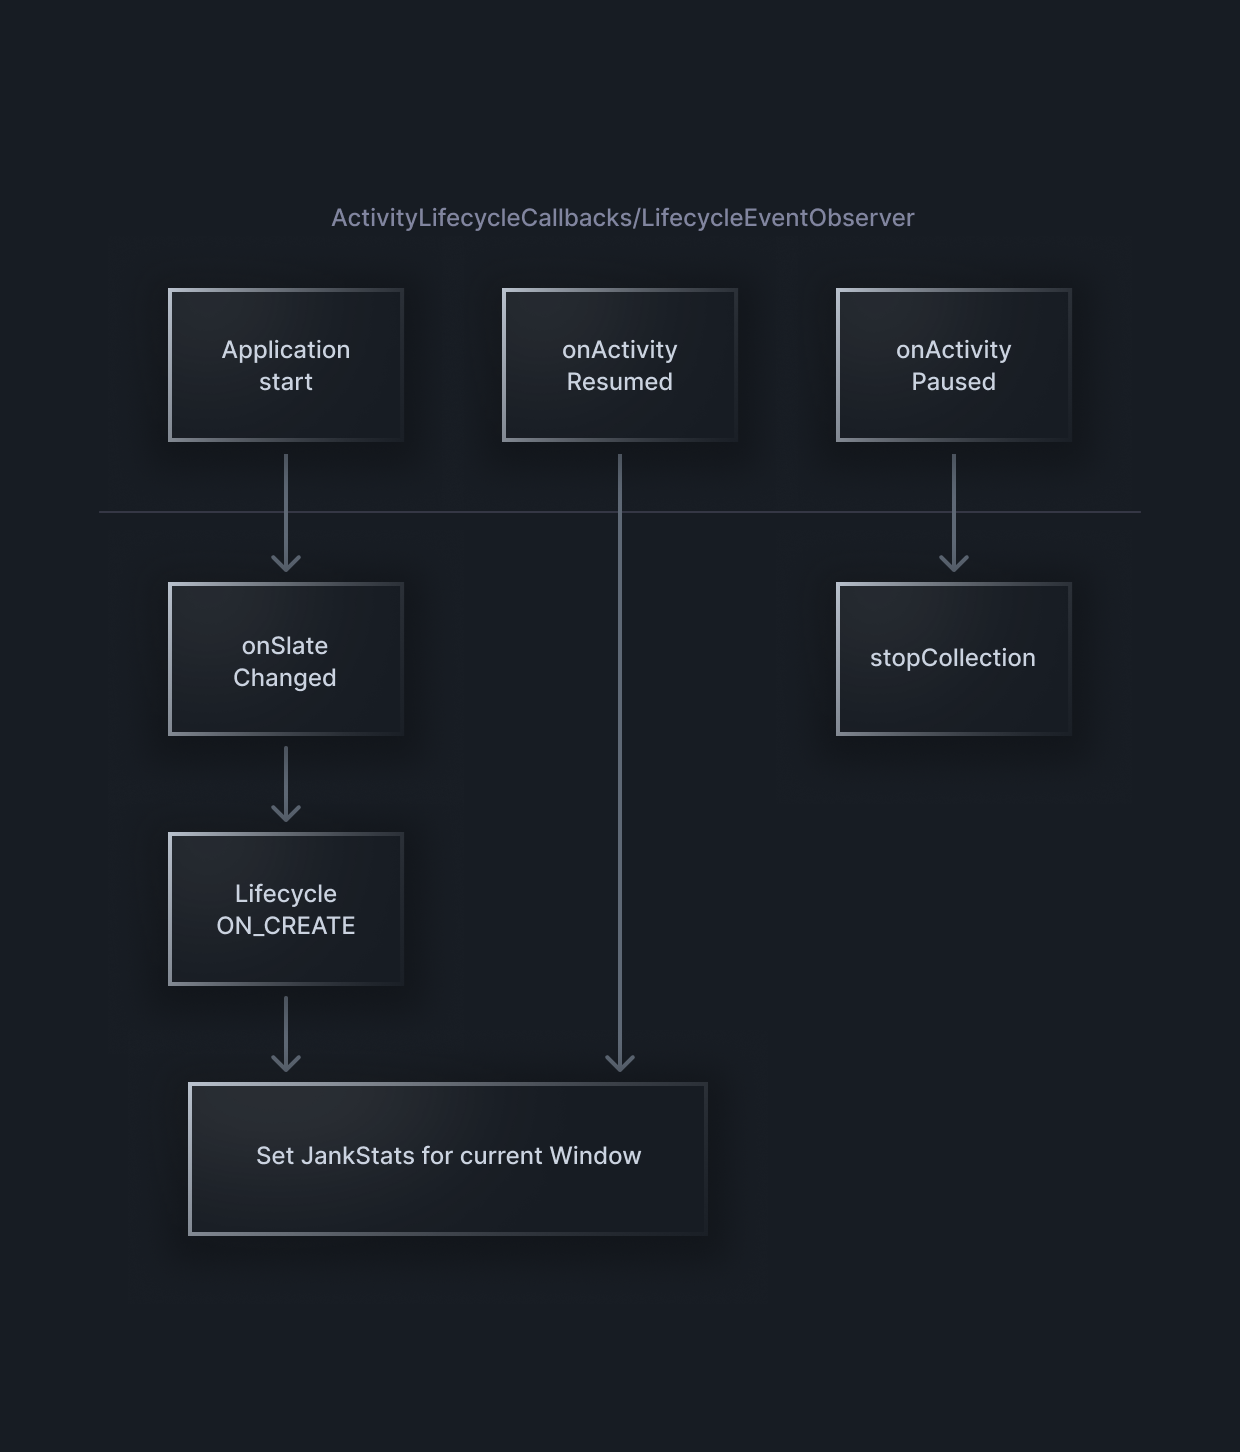 ActivityLifecycleCallbacks/LifecycleEventObserver
Application
start
onActivity
Resumed
onActivity
Paused
onSlate
Changed
stopCollection
Lifecycle
ON_CREATE
Set JankStats for current Window